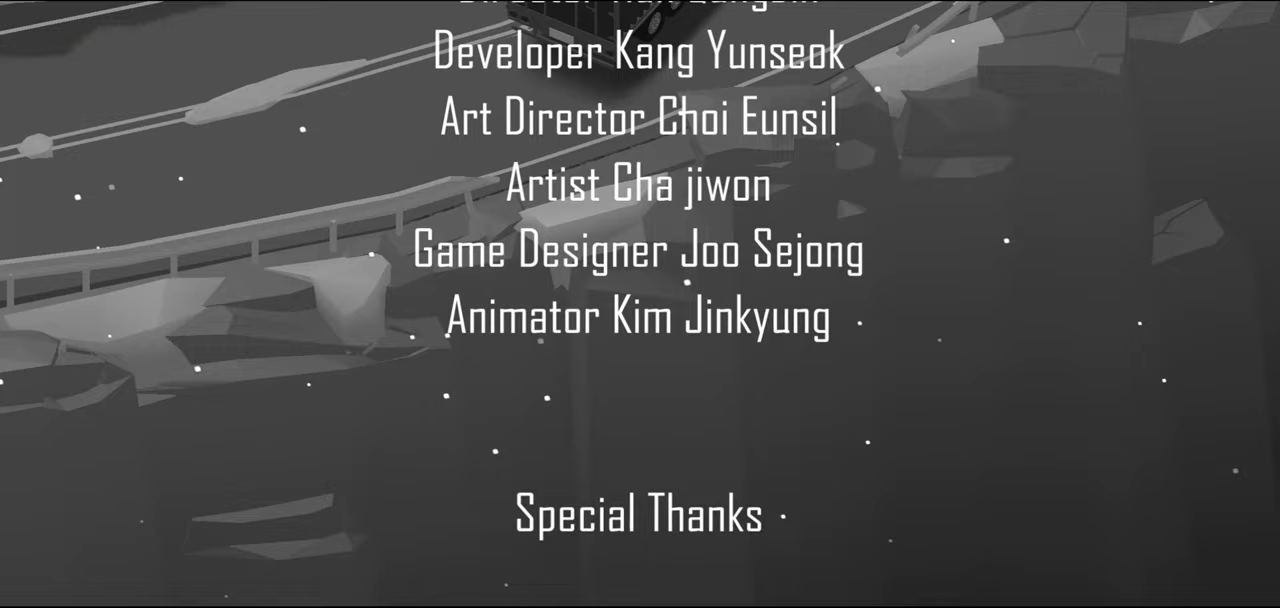 Developer Kang Yunseok
Art Director Choi Eunsil
Artist Cha jiwon
Game Designer Joo Sejong
Animator Kim Jinkyung
Special Thanks